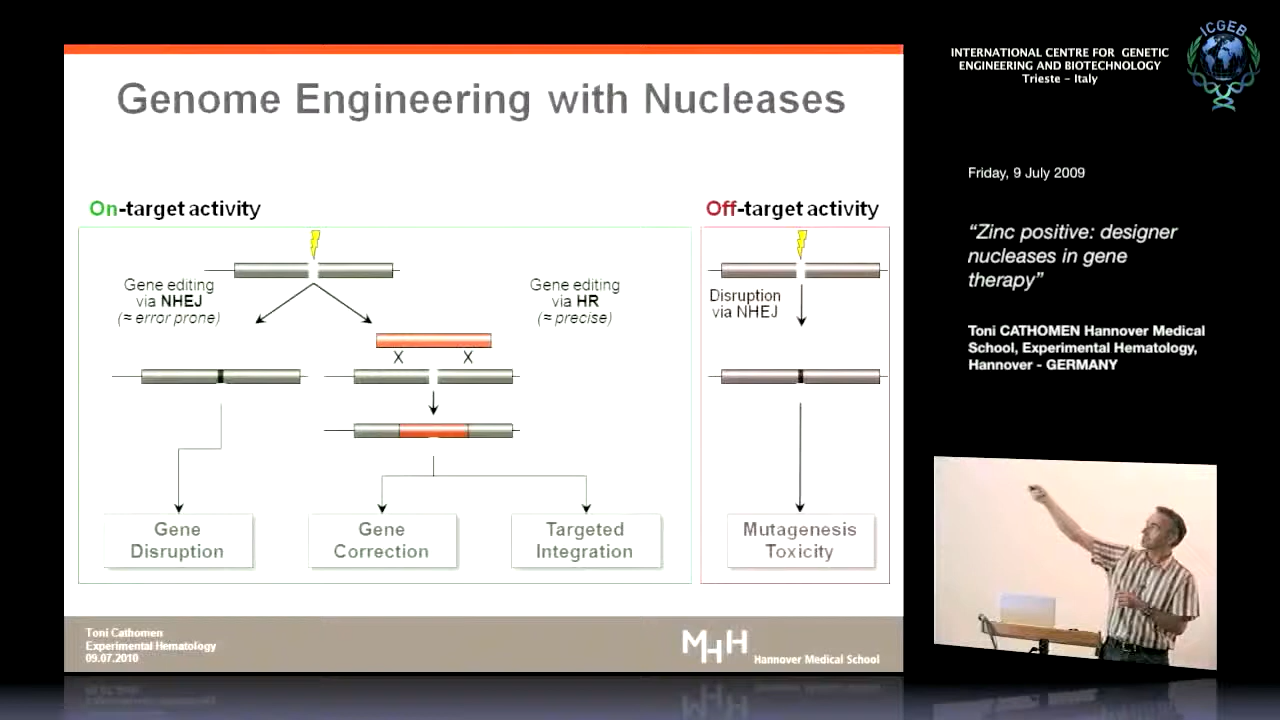 Genome Engineering with Nucleases
On-target activity
Gene editing
via NHEJ
(≈ error prone)
Gene editing
via HR
(≈ precise)
X X
Gene
Disruption
Gene
Correction
Targeted
Integration
Off-target activity
Disruption
via NHEJ
Mutagenesis
Toxicity
Toni Cathomen
Experimental Hematology
09.07.2010
MHH
Hannover Medical School
INTERNATIONAL CENTRE FOR GENETIC
ENGINEERING AND BIOTECHNOLOGY
Trieste - Italy
ICGEB
Friday, 9 July 2009
“Zinc positive: designer
nucleases in gene
therapy”
Toni CATHOMEN Hannover Medical
School, Experimental Hematology,
Hannover - GERMANY